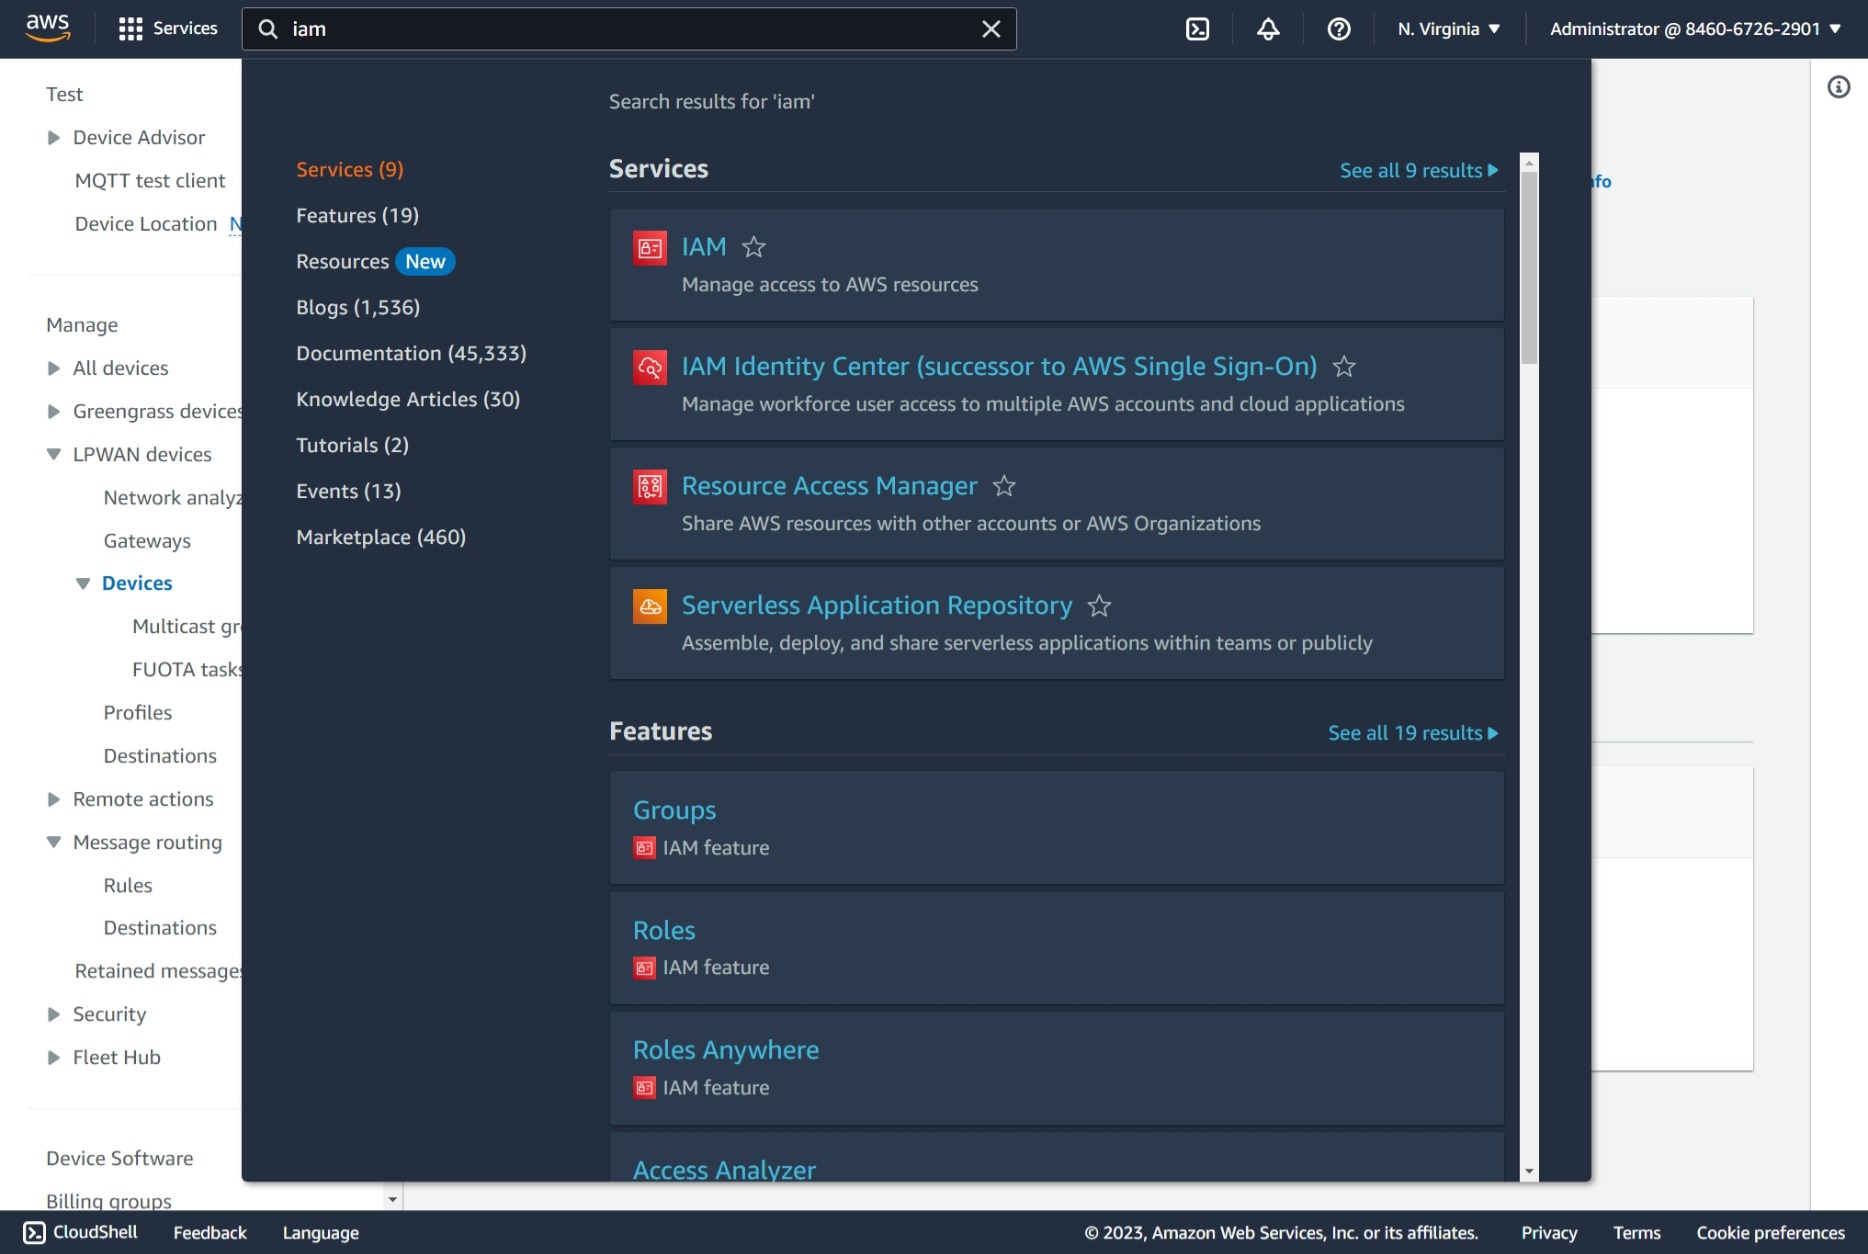 aws
Services
iam
N. Virginia
Administrator @ 8460-6726-2901
Test
Device Advisor
MQTT test client
Device Location N
Manage
All devices
Greengrass devices
LPWAN devices
Network analyz
Gateways
Devices
Multicast gr
FUOTA tasks
Profiles
Destinations
Remote actions
Message routing
Rules
Destinations
Retained messages
Security
Fleet Hub
Device Software
Billing groups
Search results for 'iam'
Services (9)
Features (19)
Resources New
Blogs (1,536)
Documentation (45,333)
Knowledge Articles (30)
Tutorials (2)
Events (13)
Marketplace (460)
Services
See all 9 results
IAM
Manage access to AWS resources
IAM Identity Center (successor to AWS Single Sign-On)
Manage workforce user access to multiple AWS accounts and cloud applications
Resource Access Manager
Share AWS resources with other accounts or AWS Organizations
Serverless Application Repository
Assemble, deploy, and share serverless applications within teams or publicly
Features
See all 19 results
Groups
IAM feature
Roles
IAM feature
Roles Anywhere
IAM feature
Access Analyzer
nfo
CloudShell
Feedback
Language
© 2023, Amazon Web Services, Inc. or its affiliates.
Privacy
Terms
Cookie preferences